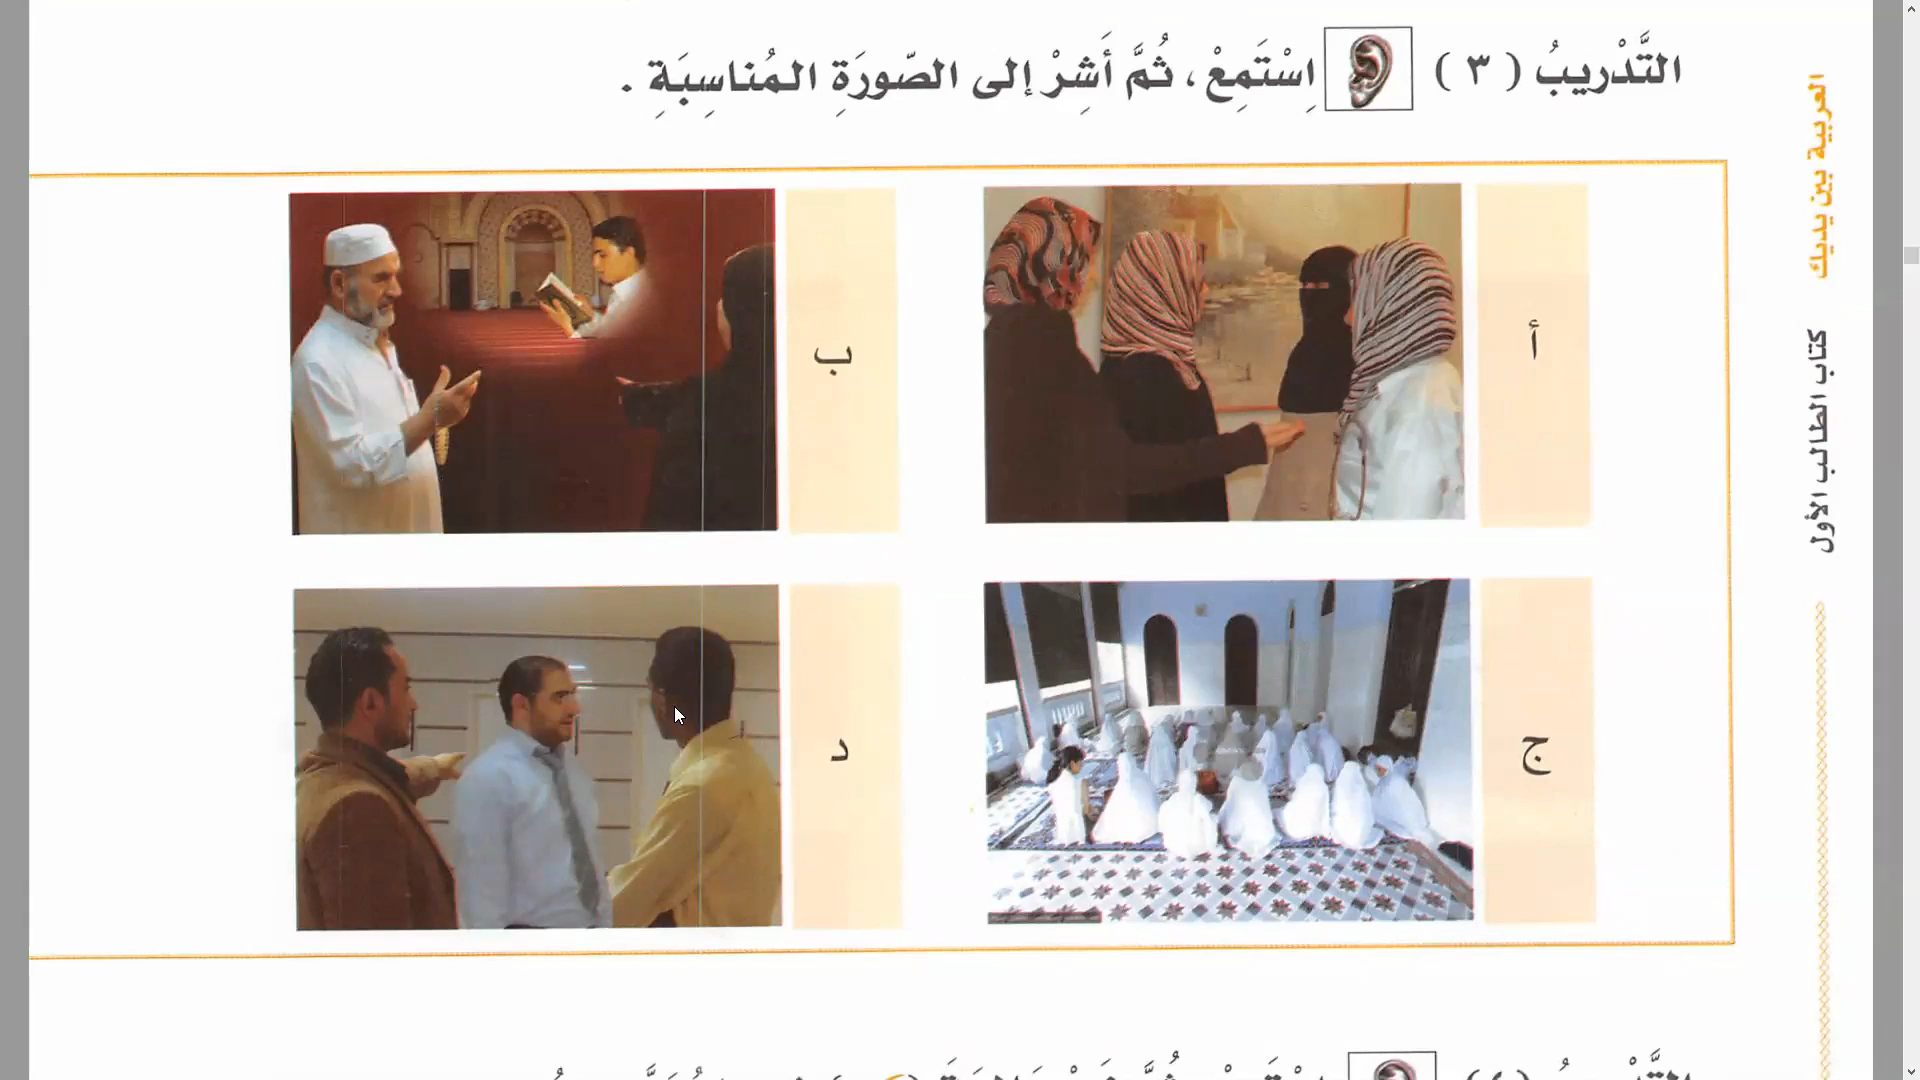 التَّدْرِيبُ ( ٣ ) اِسْتَمِعْ ، ثُمَّ أَشِرْ إلى الصّورَةِ المُناسِبَةِ .
أ
ب
ج
د
العربية بين يديك
كتاب الطالب الأول